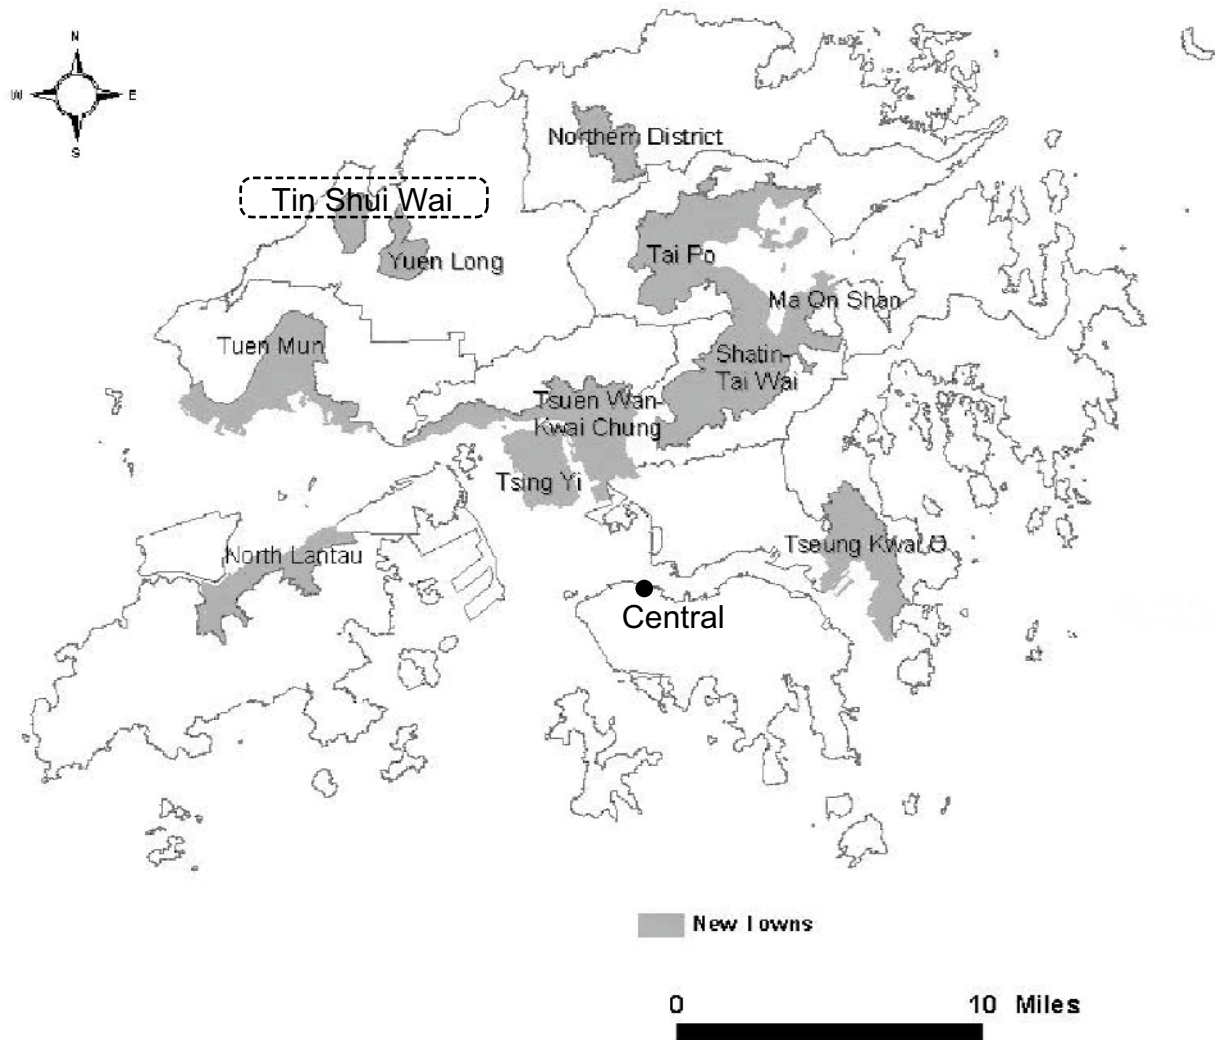 N
W E
S
Northern District
Tin Shui Wai
Yuen Long
Tai Po
Ma On Shan
Tuen Mun
Shatin-
Tai Wai
Tsuen Wan-
Kwai Chung
Tsing Yi
Tseung Kwai O
North Lantau
Central
New Towns
0 10 Miles